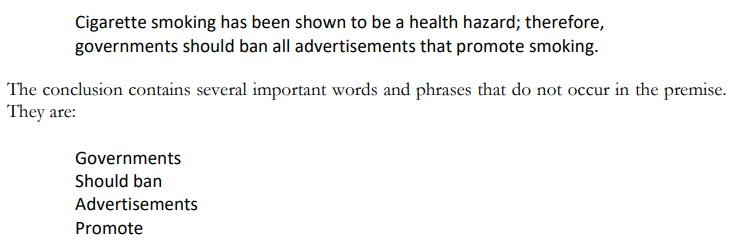 Cigarette smoking has been shown to be a health hazard; therefore,
governments should ban all advertisements that promote smoking.
The conclusion contains several important words and phrases that do not occur in the premise.
They are:
Governments
Should ban
Advertisements
Promote